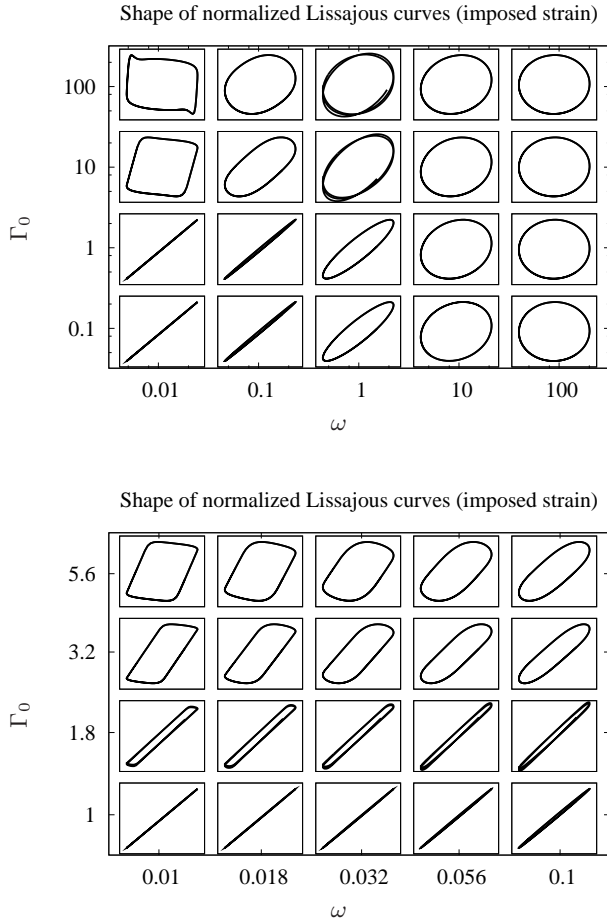 Shape of normalized Lissajous curves (imposed strain)
100
10
1
0.1
Γ₀
0.01 0.1 1 10 100
ω
Shape of normalized Lissajous curves (imposed strain)
5.6
3.2
1.8
1
Γ₀
0.01 0.018 0.032 0.056 0.1
ω